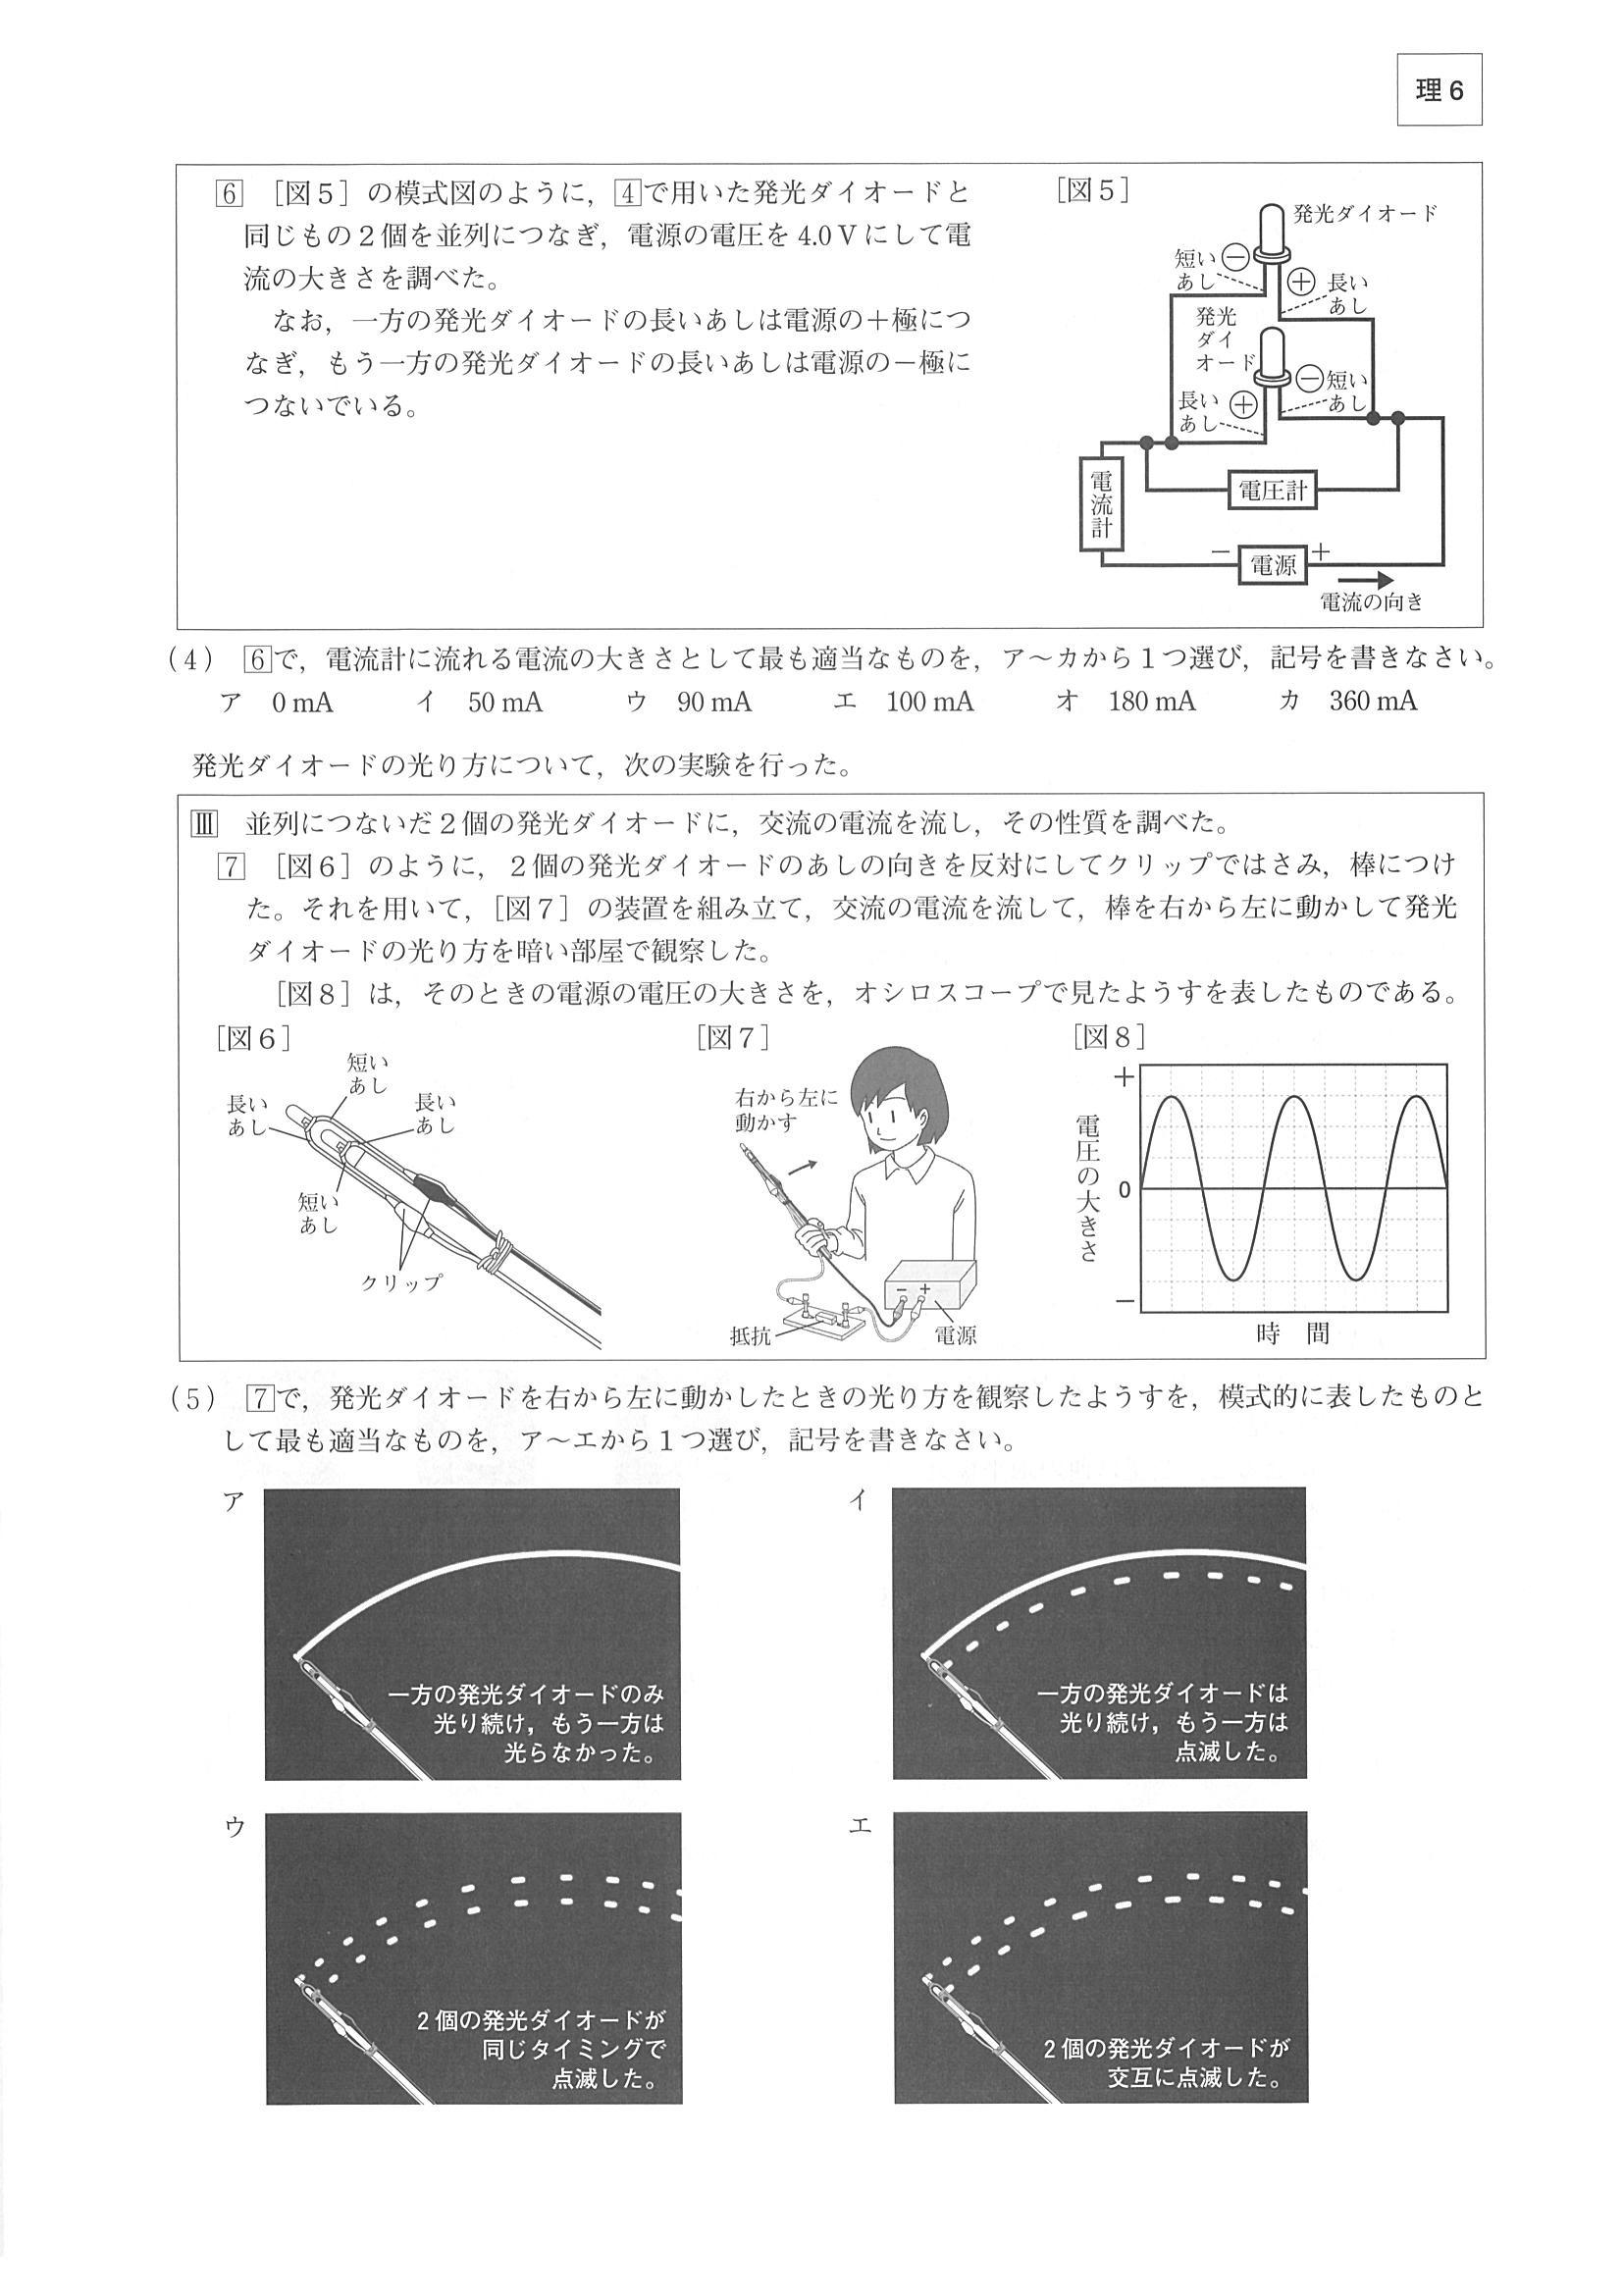 理6
6 ［図5］の模式図のように，4で用いた発光ダイオードと
同じもの2個を並列につなぎ，電源の電圧を4.0 Vにして電
流の大きさを調べた。
なお，一方の発光ダイオードの長いあしは電源の＋極につ
なぎ，もう一方の発光ダイオードの長いあしは電源の－極に
つないでいる。
［図5］
発光ダイオード
短い
あし
⊖
⊕
長い
あし
発光
ダイ
オード
⊖
短い
あし
長い
あし
⊕
電流計
電圧計
－
電源
＋
電流の向き
（4） 6で，電流計に流れる電流の大きさとして最も適当なものを，ア～カから1つ選び，記号を書きなさい。
ア 0 mA イ 50 mA ウ 90 mA エ 100 mA オ 180 mA カ 360 mA
発光ダイオードの光り方について，次の実験を行った。
Ⅲ 並列につないだ2個の発光ダイオードに，交流の電流を流し，その性質を調べた。
7 ［図6］のように，2個の発光ダイオードのあしの向きを反対にしてクリップではさみ，棒につけ
た。それを用いて，［図7］の装置を組み立て，交流の電流を流して，棒を右から左に動かして発光
ダイオードの光り方を暗い部屋で観察した。
［図8］は，そのときの電源の電圧の大きさを，オシロスコープで見たようすを表したものである。
［図6］
短い
あし
長い
あし
長い
あし
短い
あし
クリップ
［図7］
右から左に
動かす
－ ＋
抵抗
電源
［図8］
＋
電圧の大きさ
0
－
時 間
（5） 7で，発光ダイオードを右から左に動かしたときの光り方を観察したようすを，模式的に表したものと
して最も適当なものを，ア～エから1つ選び，記号を書きなさい。
ア
一方の発光ダイオードのみ
光り続け，もう一方は
光らなかった。
イ
一方の発光ダイオードは
光り続け，もう一方は
点滅した。
ウ
2個の発光ダイオードが
同じタイミングで
点滅した。
エ
2個の発光ダイオードが
交互に点滅した。